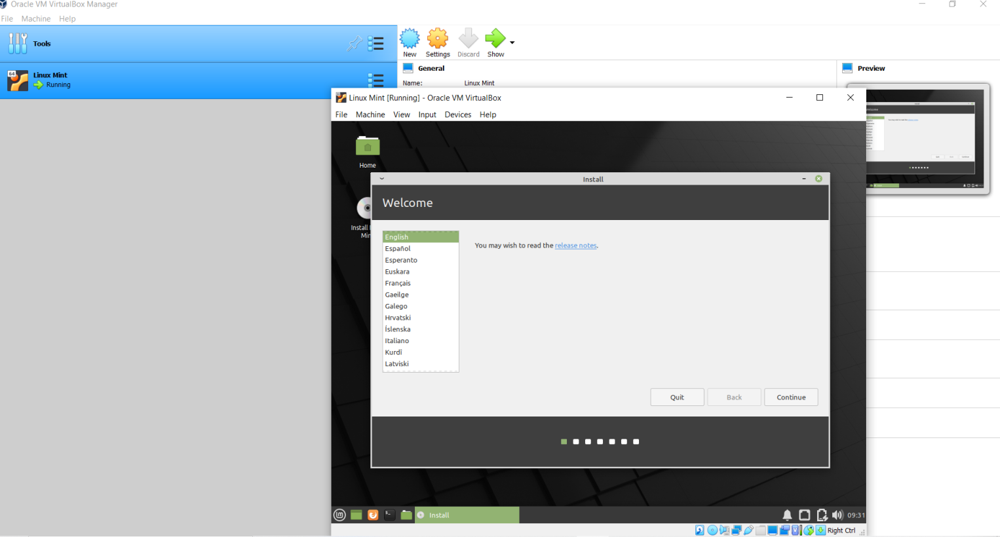 Oracle VM VirtualBox Manager
File Machine Help
Tools
New Settings Discard Show
64
Linux Mint
Running
General
Name: Linux Mint
Preview
Linux Mint [Running] - Oracle VM VirtualBox
File Machine View Input Devices Help
Home
Install
Install
Min
Welcome
English
Español
Esperanto
Euskara
Français
Gaeilge
Galego
Hrvatski
Íslenska
Italiano
Kurdî
Latviski
You may wish to read the release notes.
Quit Back Continue
Install
09:31
Right Ctrl